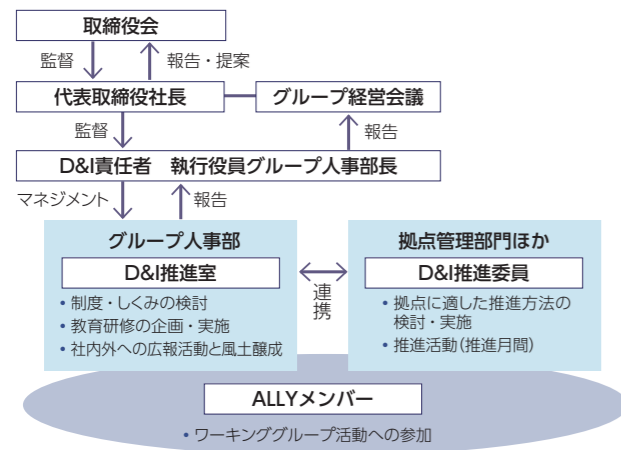 取締役会
監督
報告・提案
代表取締役社長
グループ経営会議
監督
報告
D&I責任者　執行役員グループ人事部長
マネジメント
報告
グループ人事部
D&I推進室
• 制度・しくみの検討
• 教育研修の企画・実施
• 社内外への広報活動と風土醸成
連携
拠点管理部門ほか
D&I推進委員
• 拠点に適した推進方法の
検討・実施
• 推進活動(推進月間)
ALLYメンバー
• ワーキンググループ活動への参加